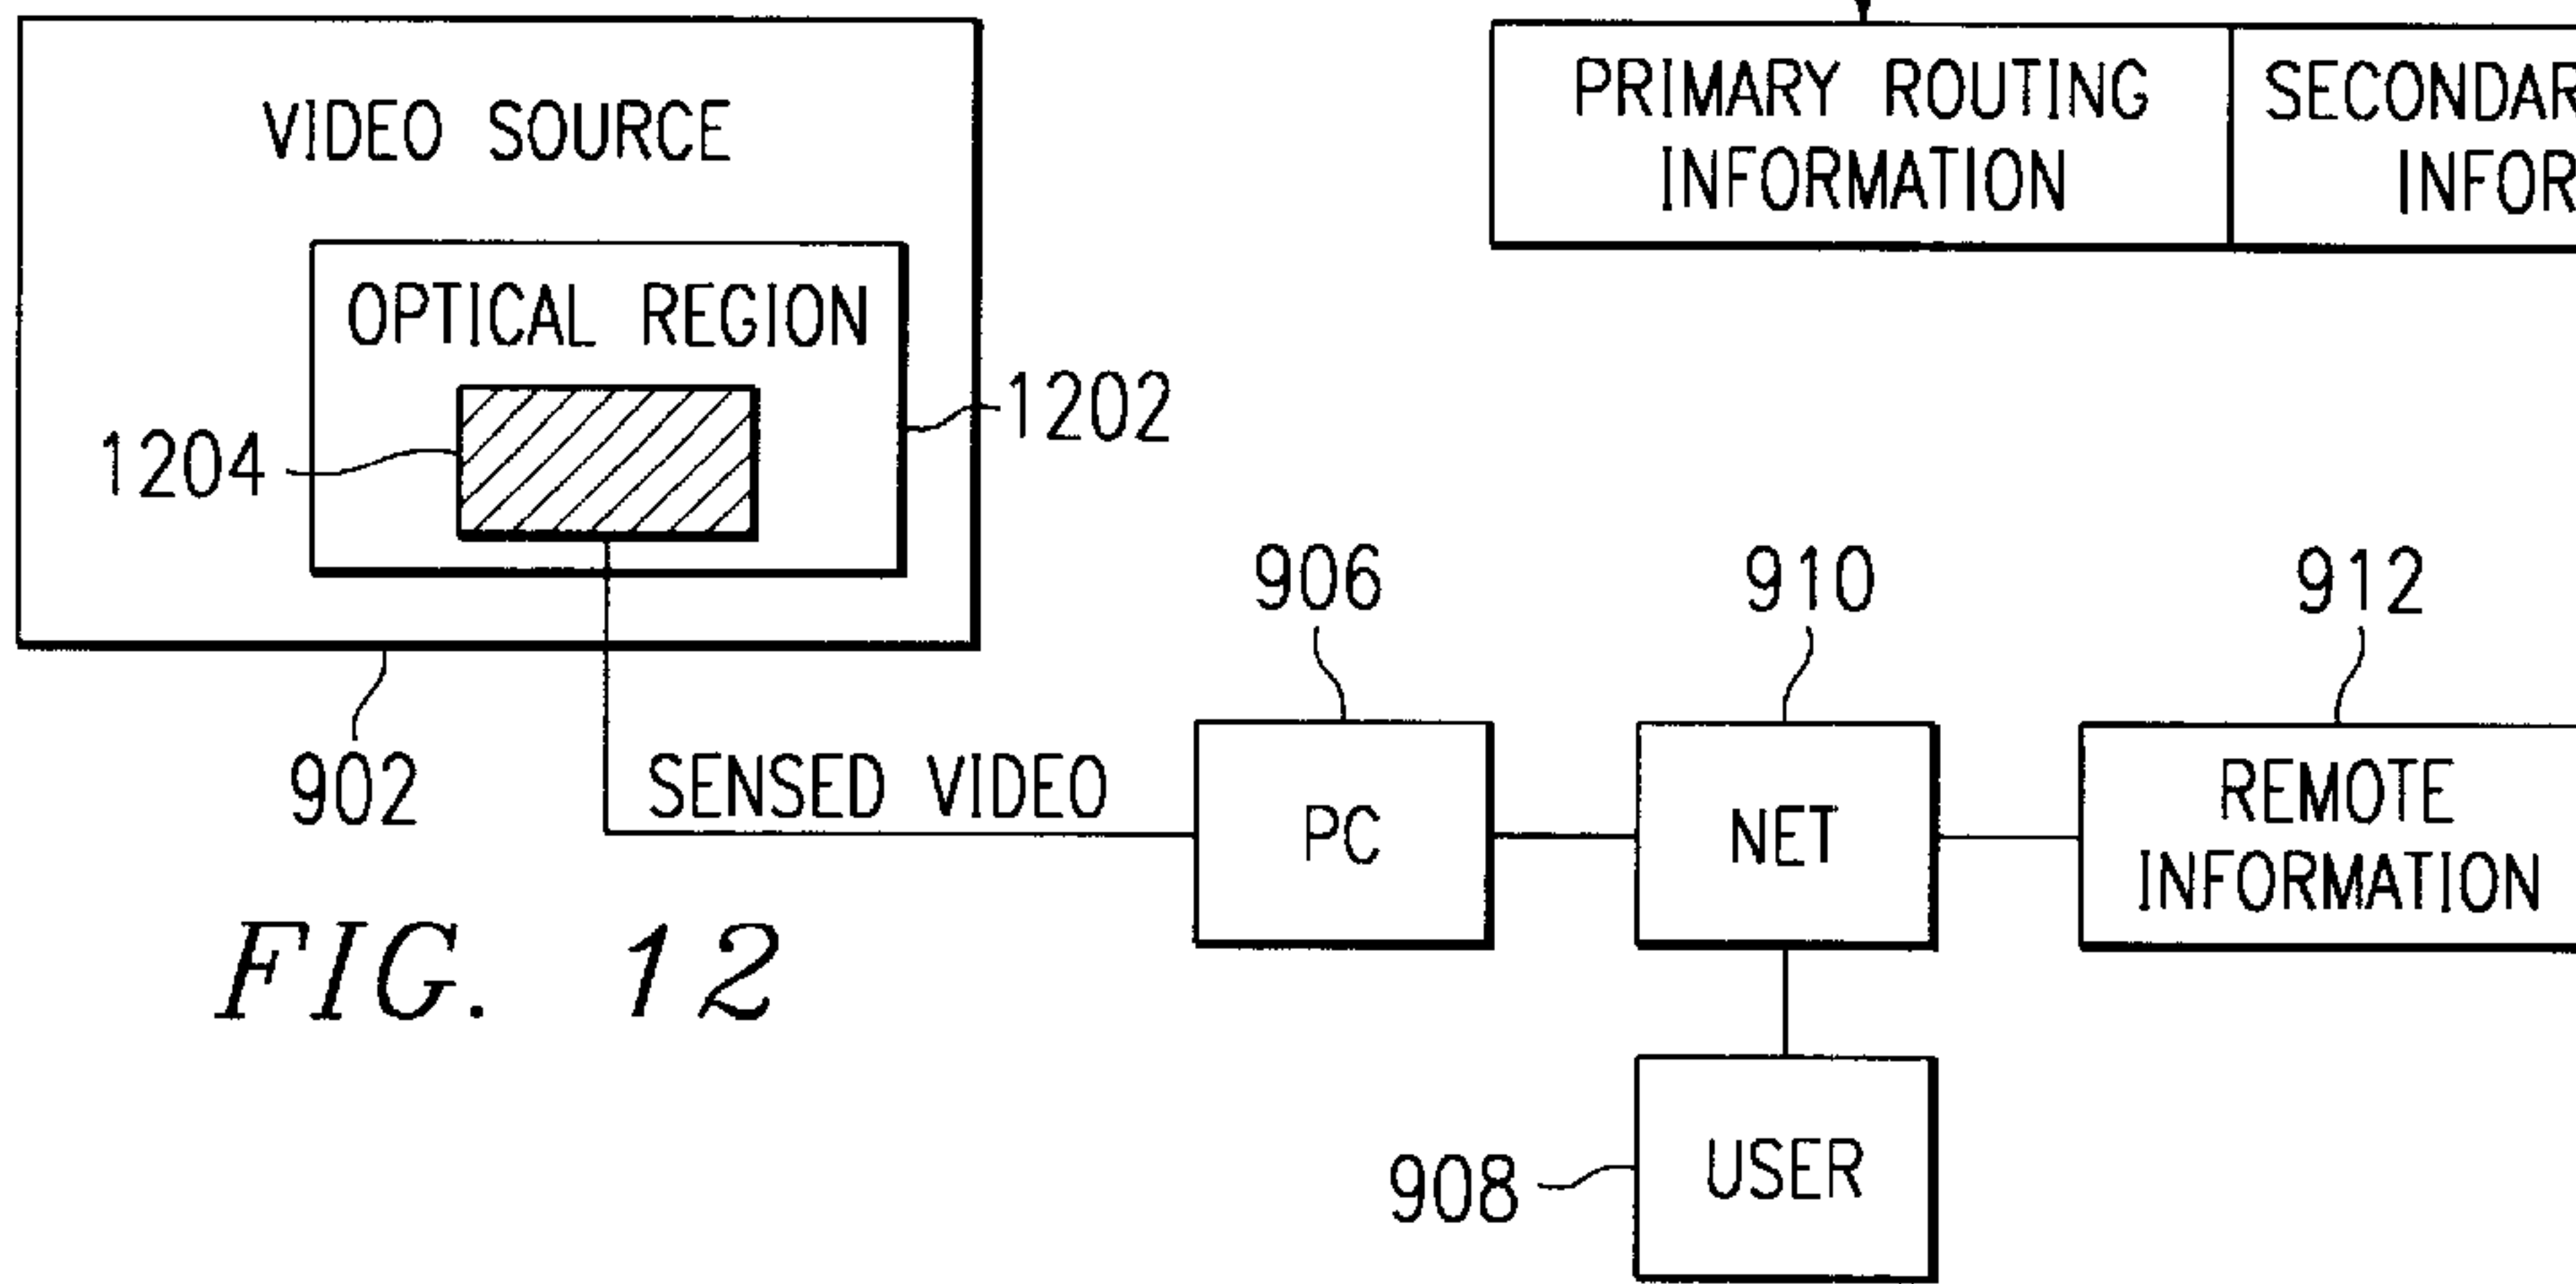 VIDEO SOURCE
OPTICAL REGION
1204
1202
902
SENSED VIDEO
PRIMARY ROUTING
INFORMATION
906
910
912
PC
NET
REMOTE
INFORMATION
908
USER
FIG. 12